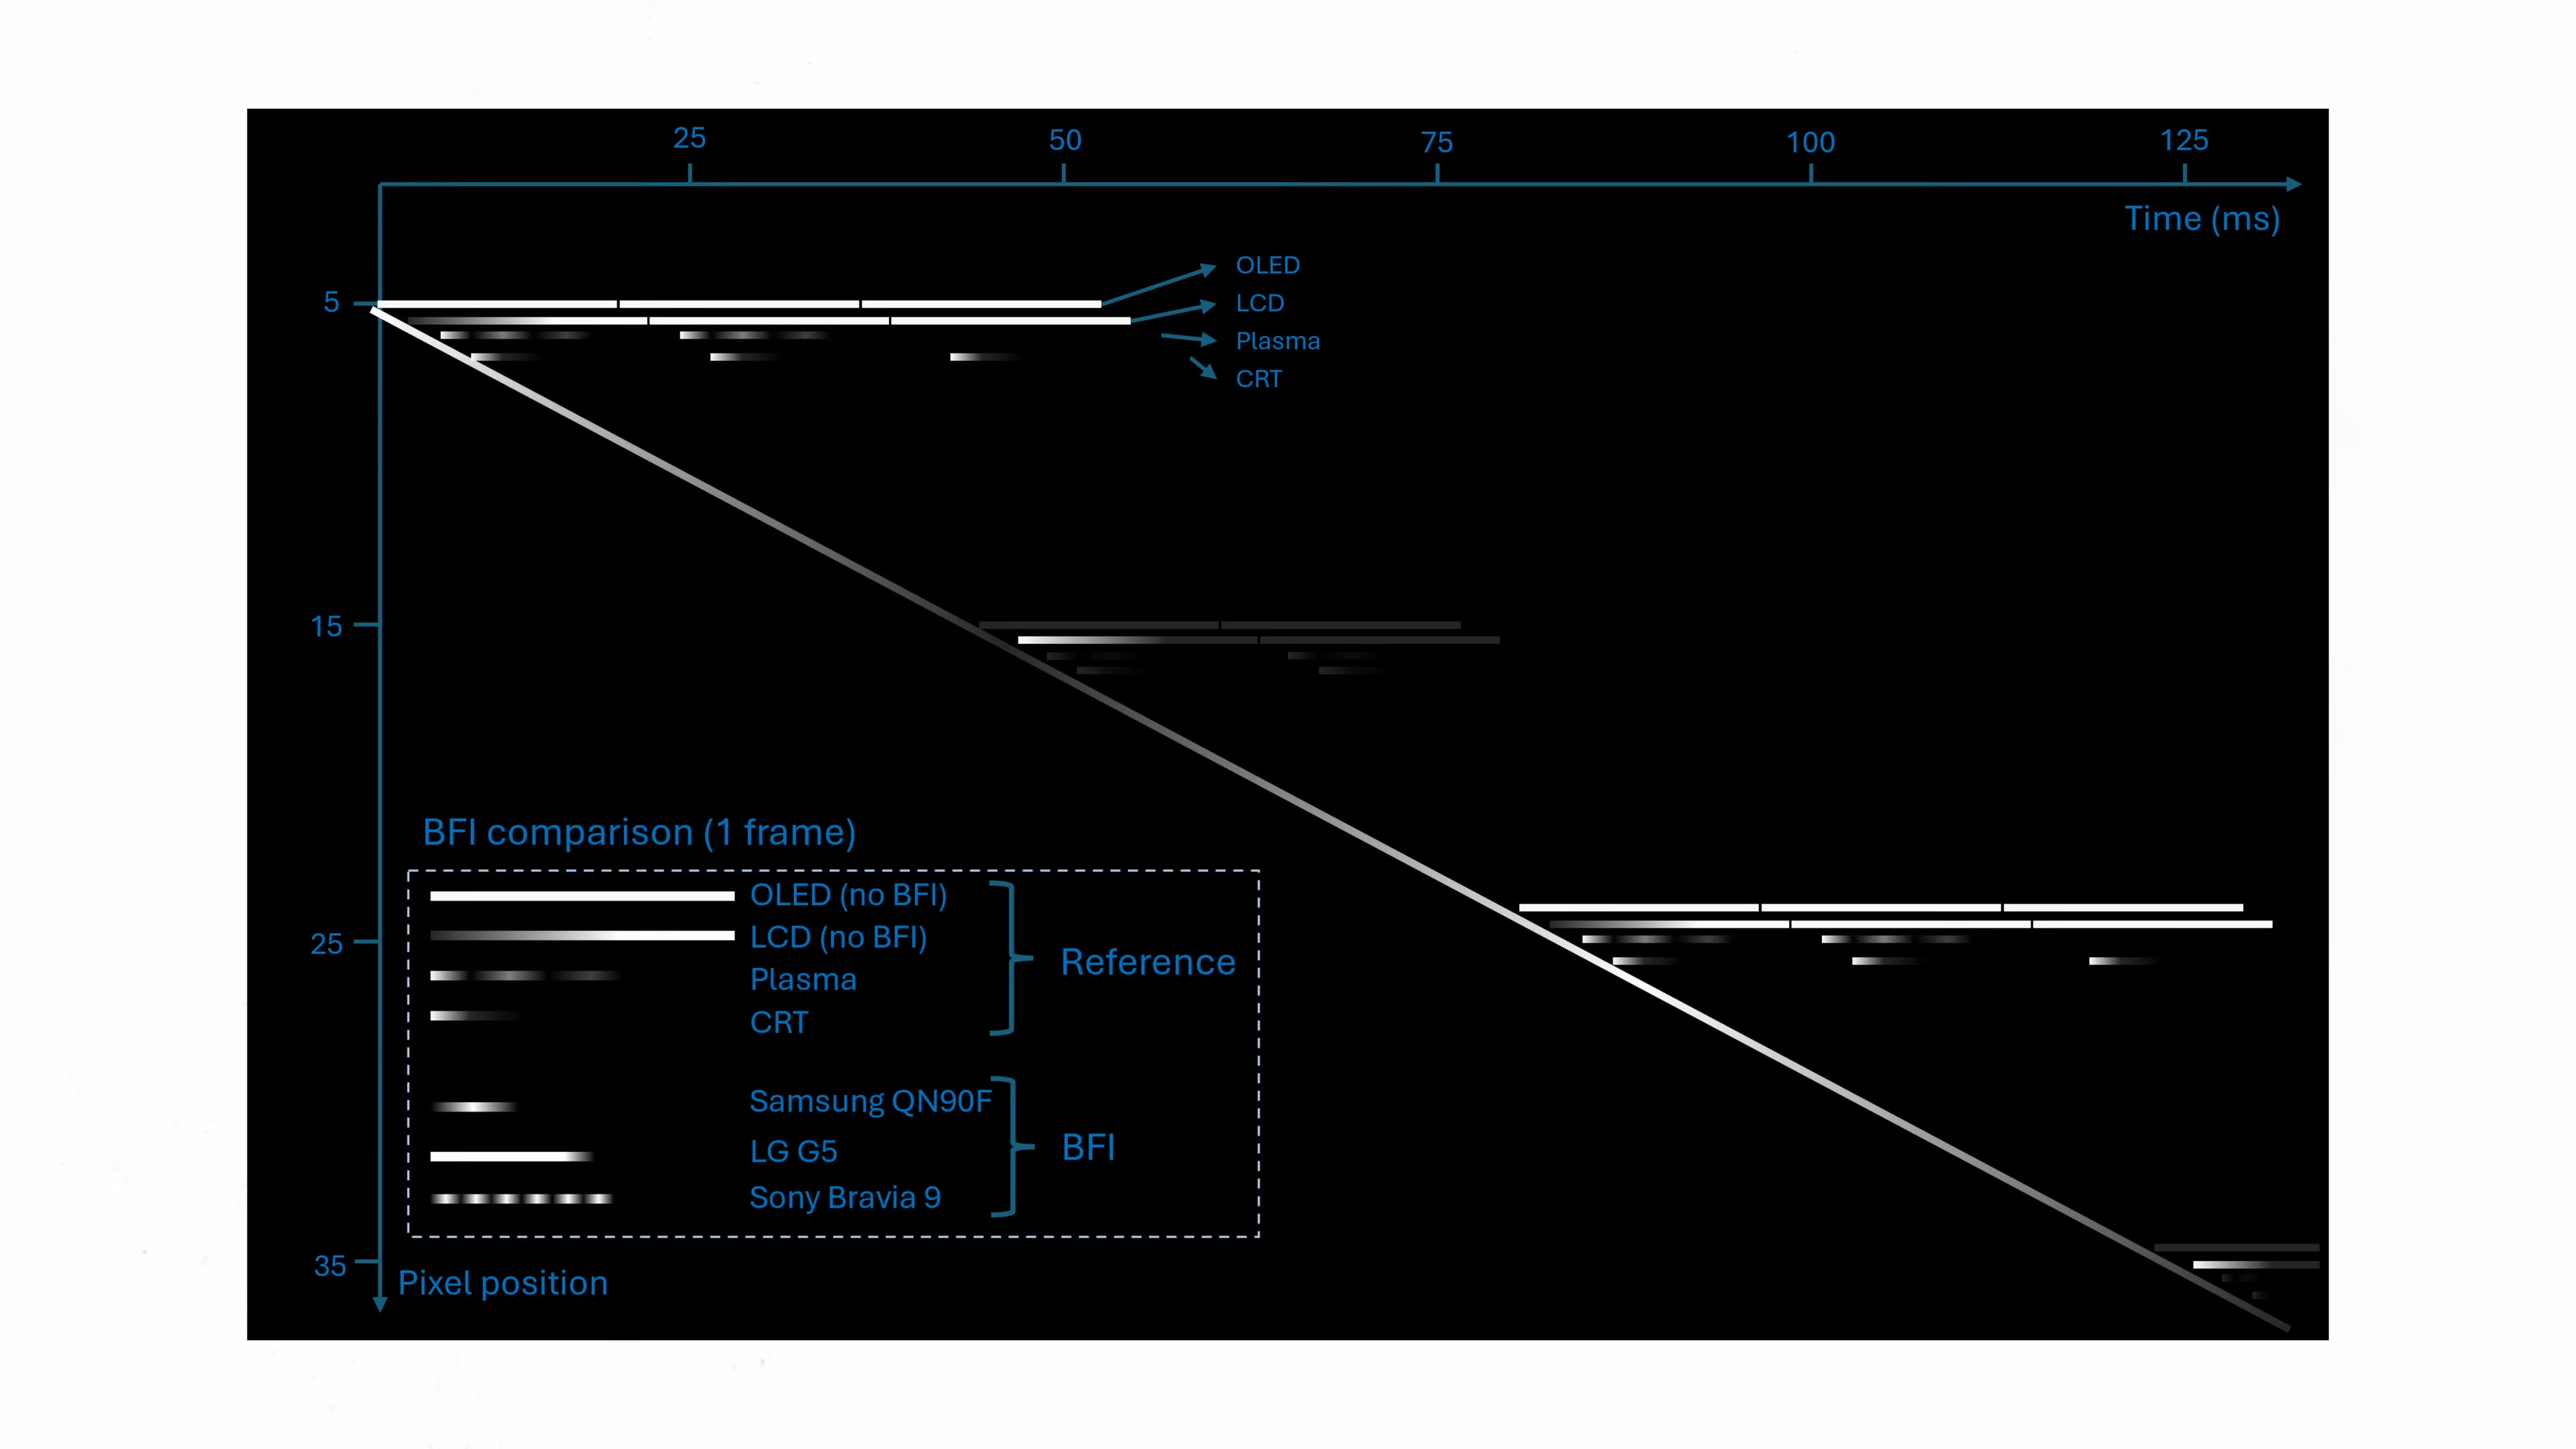 25
50
75
100
125
Time (ms)
OLED
LCD
Plasma
CRT
5
15
25
35
Pixel position
BFI comparison (1 frame)
OLED (no BFI)
LCD (no BFI)
Plasma
CRT
Reference
Samsung QN90F
LG G5
Sony Bravia 9
BFI